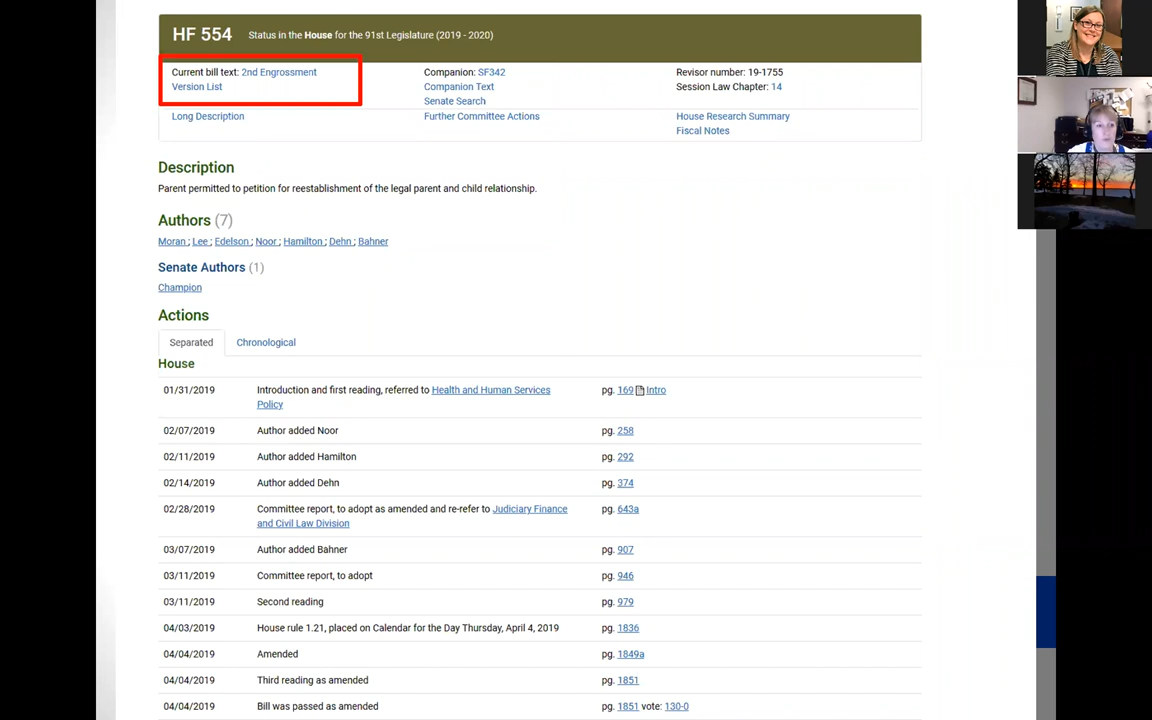 HF 554 Status in the House for the 91st Legislature (2019 - 2020)
Current bill text: 2nd Engrossment
Version List
Companion: SF342
Companion Text
Senate Search
Revisor number: 19-1755
Session Law Chapter: 14
Long Description
Further Committee Actions
House Research Summary
Fiscal Notes
Description
Parent permitted to petition for reestablishment of the legal parent and child relationship.
Authors (7)
Moran ; Lee ; Edelson ; Noor ; Hamilton ; Dehn ; Bahner
Senate Authors (1)
Champion
Actions
Separated Chronological
House
01/31/2019 Introduction and first reading, referred to Health and Human Services pg. 169 Intro
Policy
02/07/2019 Author added Noor pg. 258
02/11/2019 Author added Hamilton pg. 292
02/14/2019 Author added Dehn pg. 374
02/28/2019 Committee report, to adopt as amended and re-refer to Judiciary Finance pg. 643a
and Civil Law Division
03/07/2019 Author added Bahner pg. 907
03/11/2019 Committee report, to adopt pg. 946
03/11/2019 Second reading pg. 979
04/03/2019 House rule 1.21, placed on Calendar for the Day Thursday, April 4, 2019 pg. 1836
04/04/2019 Amended pg. 1849a
04/04/2019 Third reading as amended pg. 1851
04/04/2019 Bill was passed as amended pg. 1851 vote: 130-0